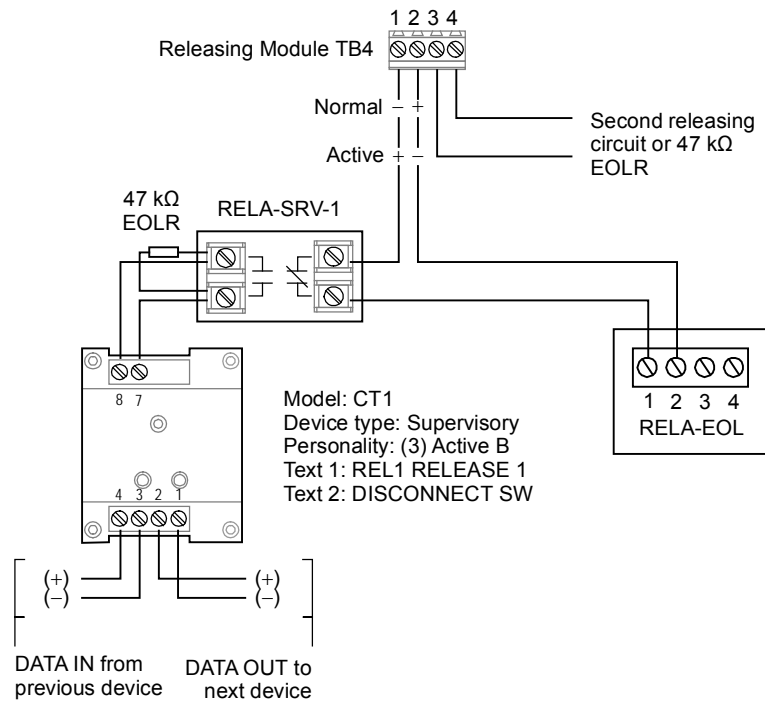 1 2 3 4
Releasing Module TB4
Normal − +
Active + −
Second releasing
circuit or 47 kΩ
EOLR
47 kΩ
EOLR
RELA-SRV-1
8 7
4 3 2 1
Model: CT1
Device type: Supervisory
Personality: (3) Active B
Text 1: REL1 RELEASE 1
Text 2: DISCONNECT SW
1 2 3 4
RELA-EOL
(+) (+)
(−) (−)
DATA IN from
previous device
DATA OUT to
next device